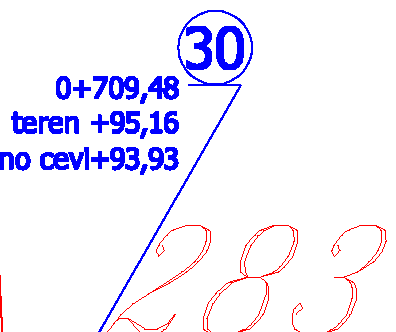 30
0+709,48
teren +95,16
no cevi+93,93
283